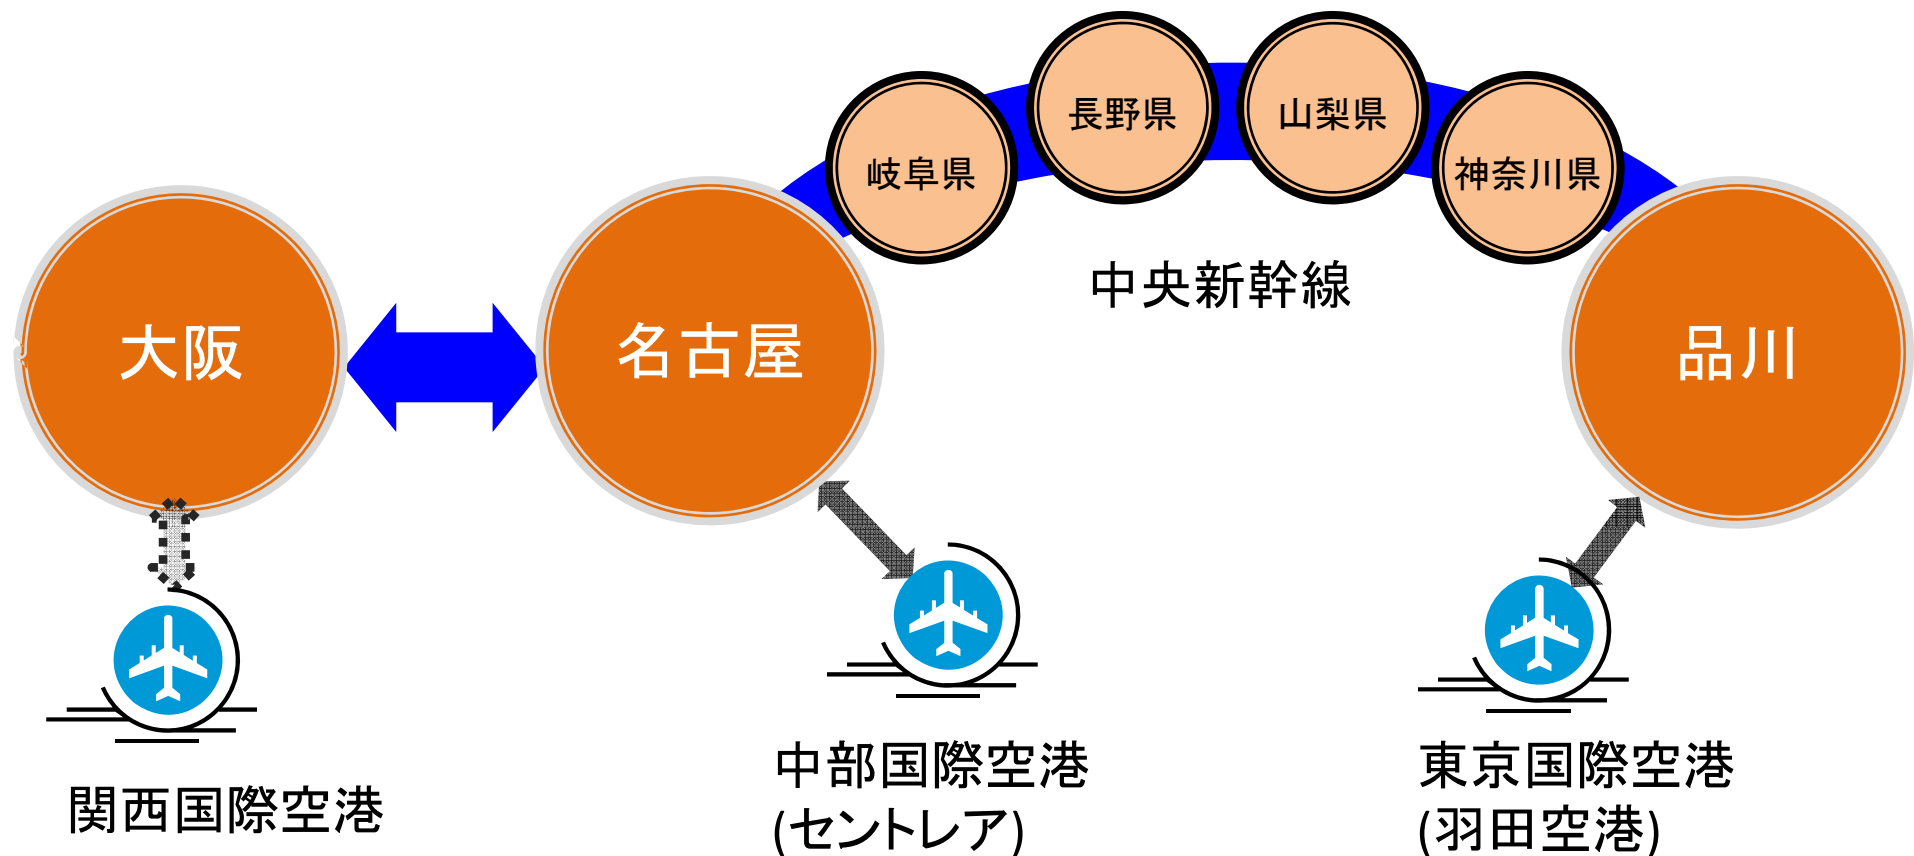 長野県
山梨県
岐阜県
神奈川県
中央新幹線
大阪
名古屋
品川
関西国際空港
中部国際空港
(セントレア)
東京国際空港
(羽田空港)